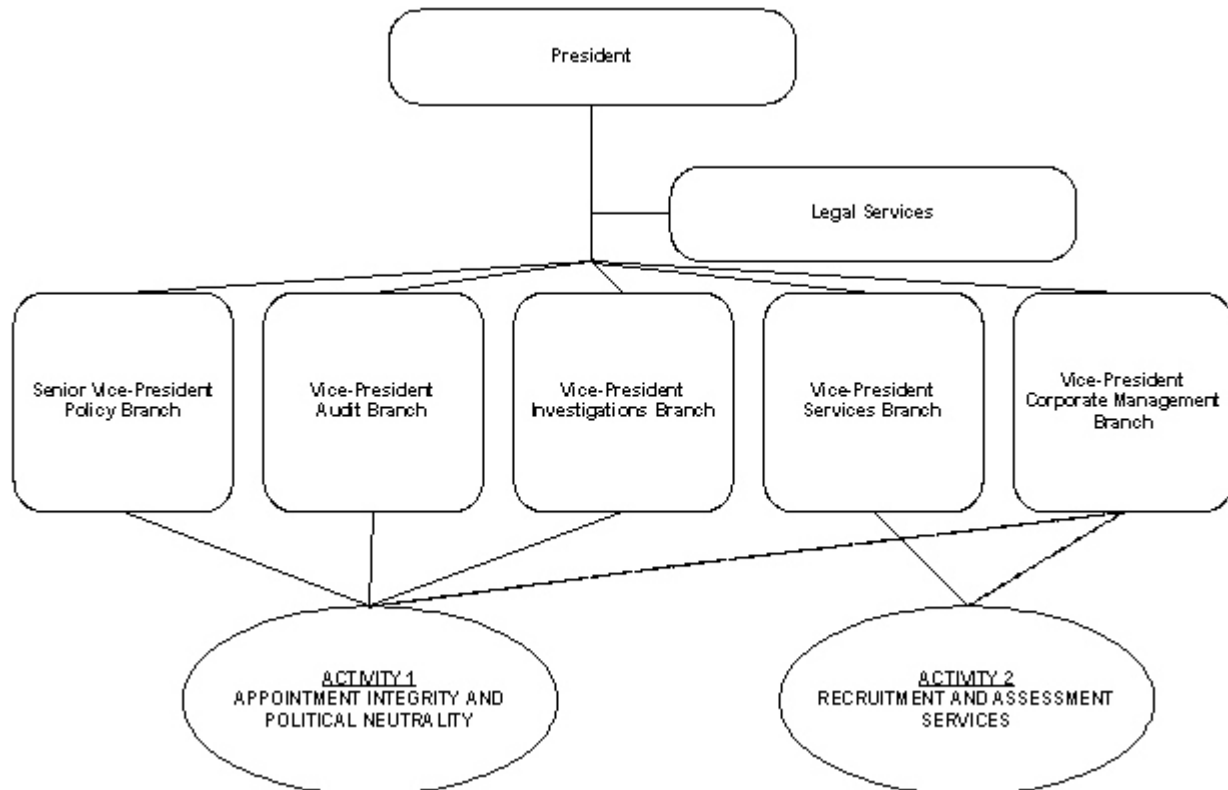 President
Legal Services
Senior Vice-President
Policy Branch
Vice-President
Audit Branch
Vice-President
Investigations Branch
Vice-President
Services Branch
Vice-President
Corporate Management
Branch
ACTIVITY 1
APPOINTMENT INTEGRITY AND
POLITICAL NEUTRALITY
ACTIVITY 2
RECRUITMENT AND ASSESSMENT
SERVICES